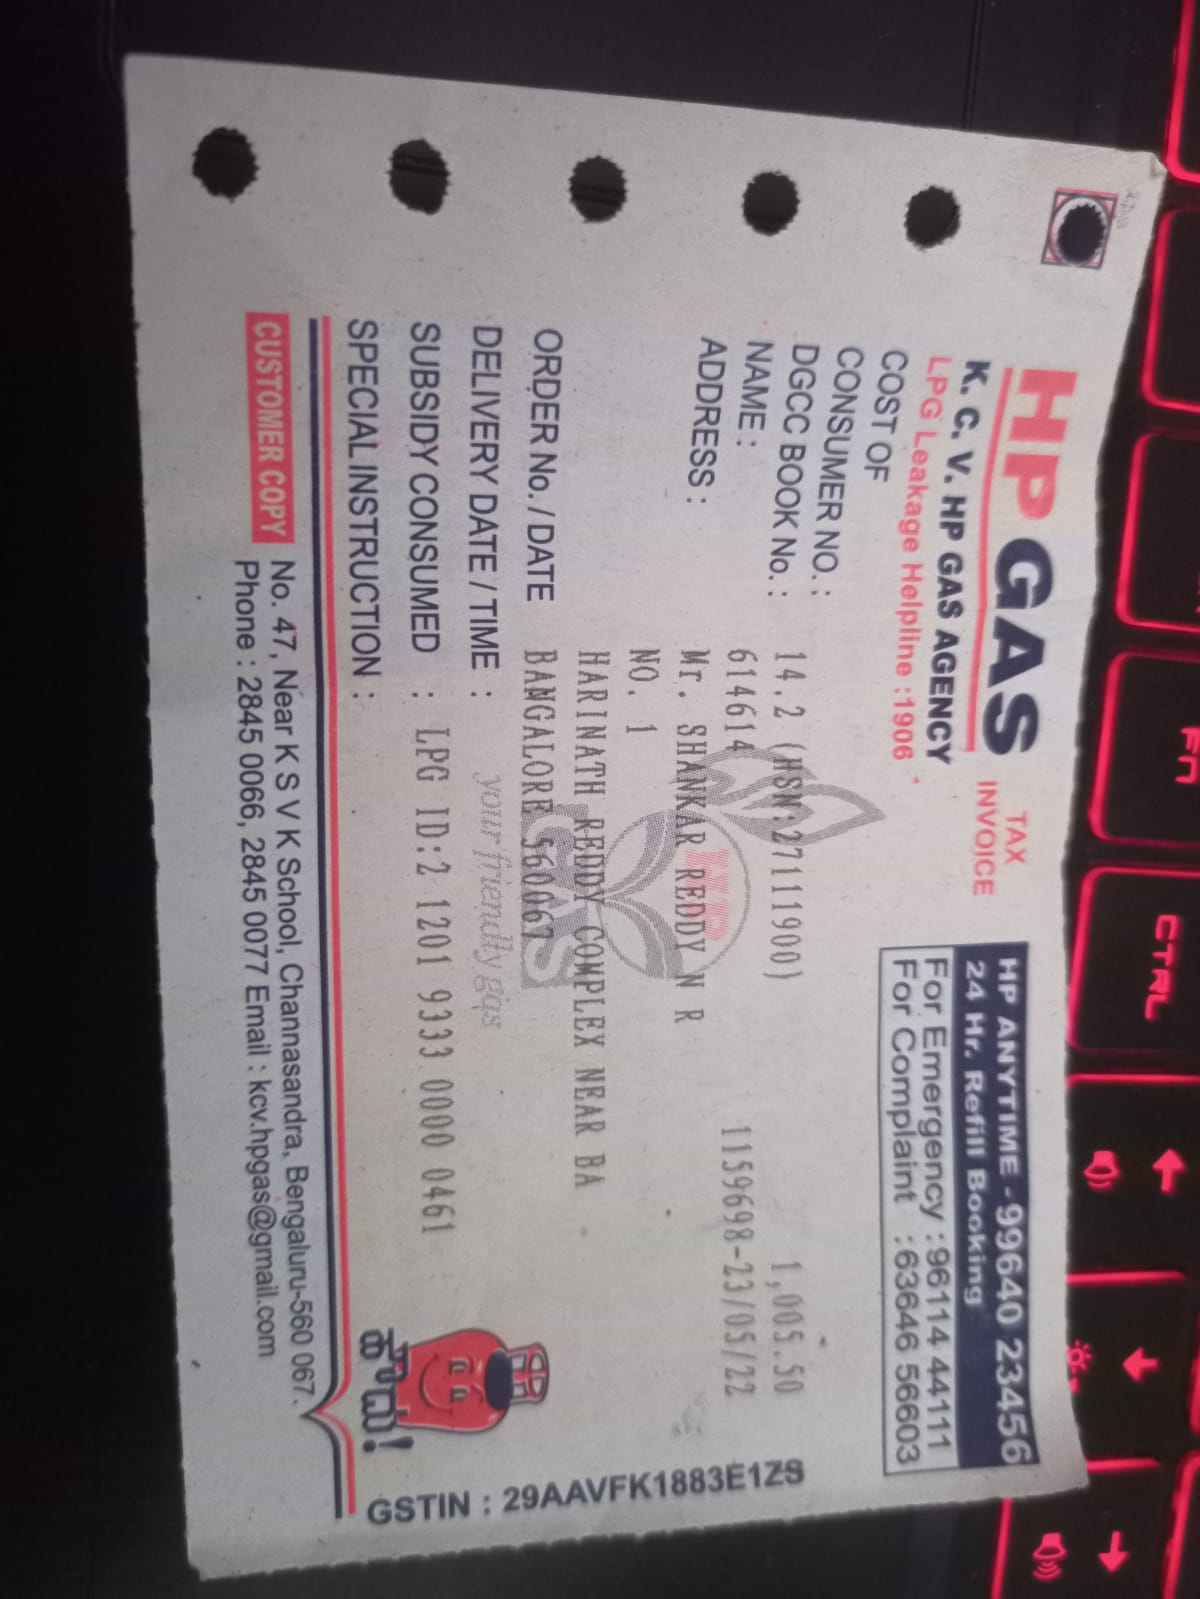 FN
CTRL
HP GAS
TAX
INVOICE
K. C. V. HP GAS AGENCY
LPG Leakage Helpline :1906
HP ANYTIME - 99640 23456
24 Hr. Refill Booking
For Emergency :96114 44111
For Complaint :63646 56603
COST OF
CONSUMER NO. :
DGCC BOOK No. : 14.2 (HSN:27111900) 1,005.50
NAME : 614614 1159698-23/05/22
ADDRESS : Mr. SHANKAR REDDY N R
NO. 1
HARINATH REDDY COMPLEX NEAR BA
ORDER No. / DATE BANGALORE 560067
HP
GAS
your friendly gas
DELIVERY DATE / TIME :
SUBSIDY CONSUMED : LPG ID:2 1201 9333 0000 0461
SPECIAL INSTRUCTION :
ಹೌದು!
GSTIN : 29AAVFK1883E1ZS
CUSTOMER COPY
No. 47, Near K S V K School, Channasandra, Bengaluru-560 067.
Phone : 2845 0066, 2845 0077 Email : kcv.hpgas@gmail.com